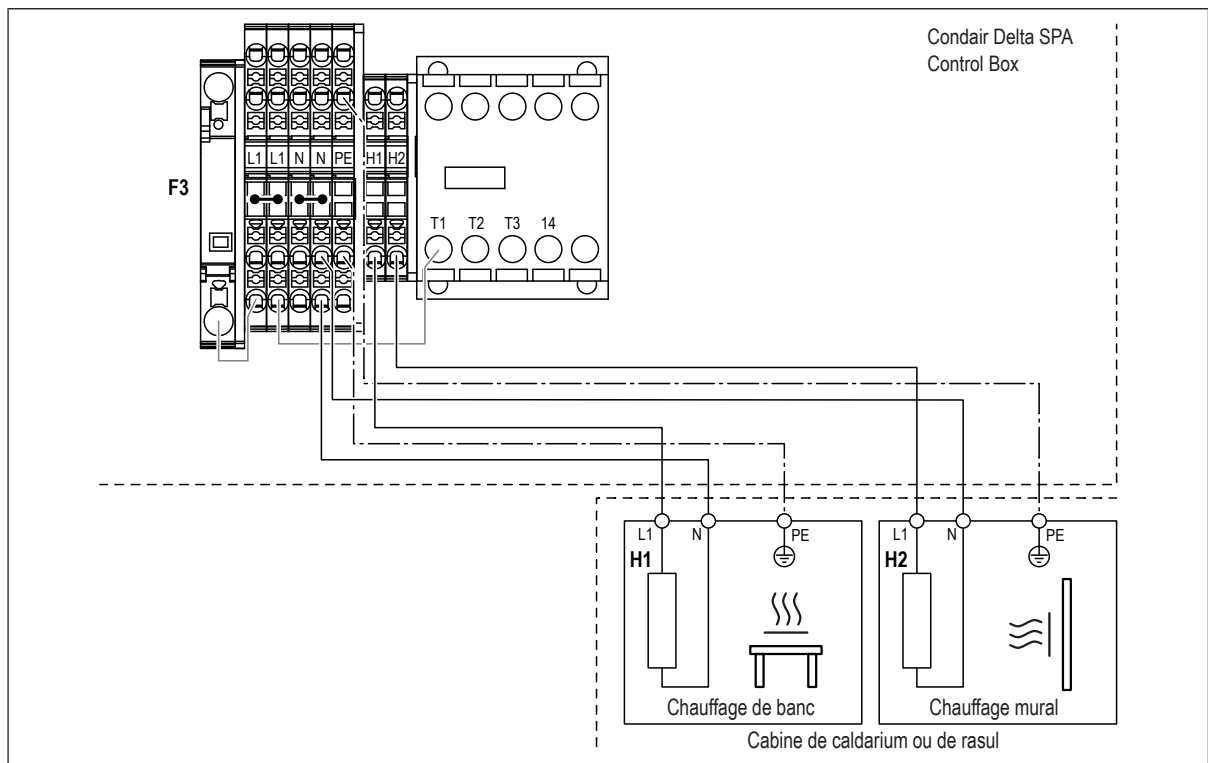 Condair Delta SPA
Control Box
F3
L1 L1 N N PE H1 H2
T1 T2 T3 14
L1 N PE
H1
L1 N PE
H2
Chauffage de banc
Chauffage mural
Cabine de caldarium ou de rasul